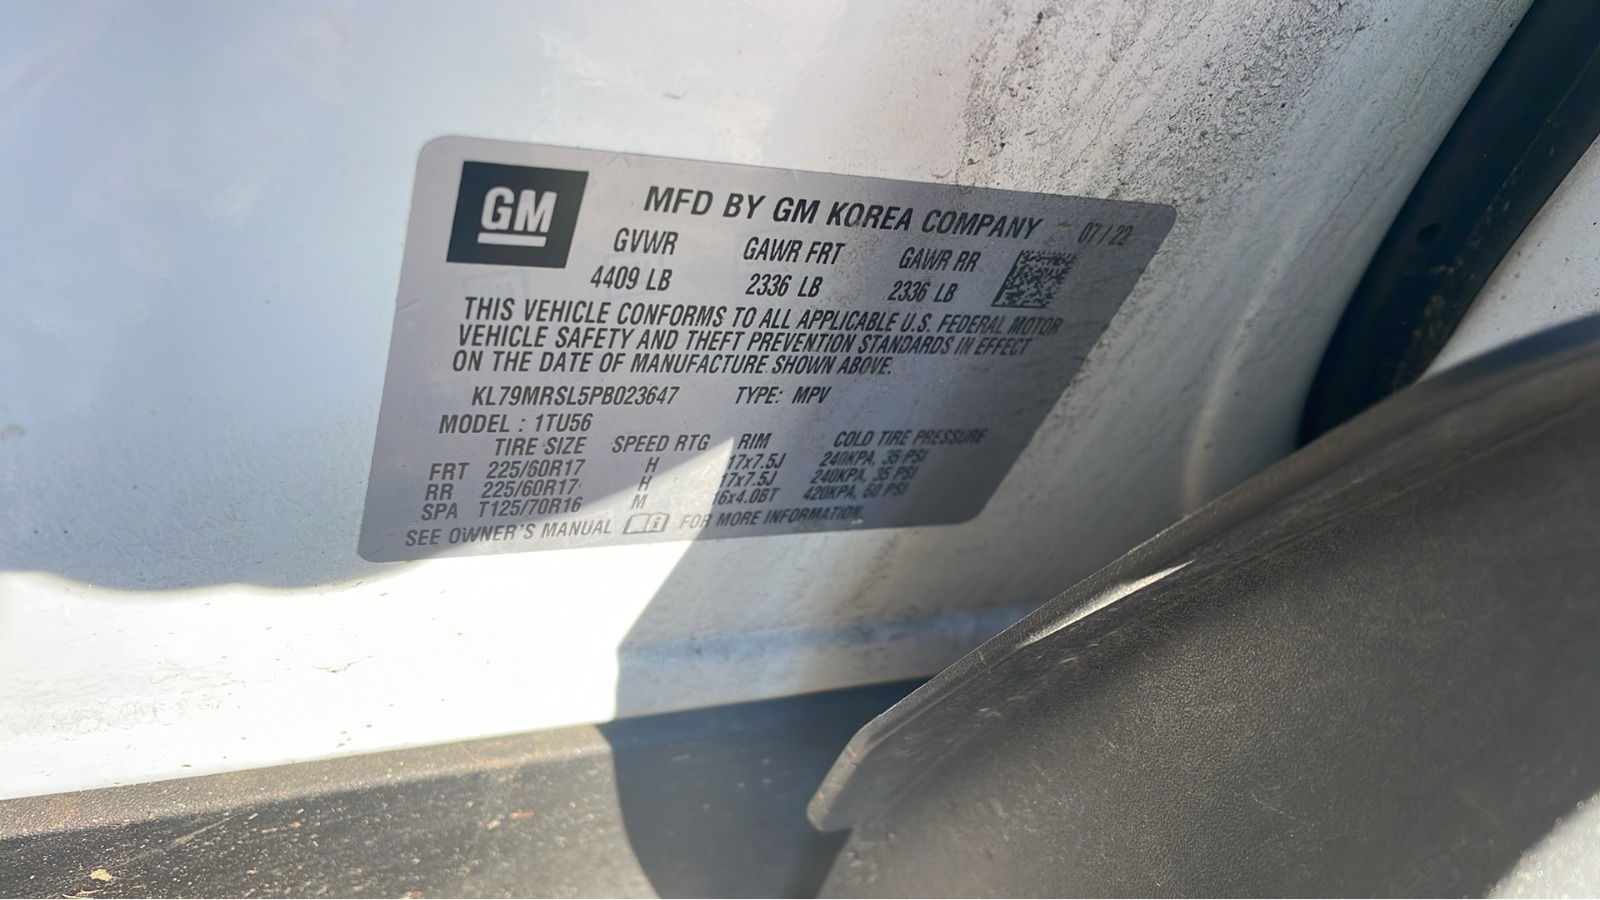 GM
MFD BY GM KOREA COMPANY 07/22
GVWR GAWR FRT GAWR RR
4409 LB 2336 LB 2336 LB
THIS VEHICLE CONFORMS TO ALL APPLICABLE U.S. FEDERAL MOTOR
VEHICLE SAFETY AND THEFT PREVENTION STANDARDS IN EFFECT
ON THE DATE OF MANUFACTURE SHOWN ABOVE.
KL79MRSL5PB023647 TYPE: MPV
MODEL : 1TU56
TIRE SIZE SPEED RTG RIM COLD TIRE PRESSURE
FRT 225/60R17 H 17x7.5J 240KPA, 35 PSI
RR 225/60R17 H 17x7.5J 240KPA, 35 PSI
SPA T125/70R16 M 16x4.0BT 420KPA, 60 PSI
SEE OWNER'S MANUAL FOR MORE INFORMATION.